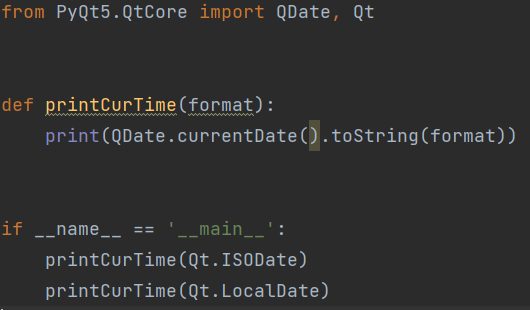 from PyQt5.QtCore import QDate, Qt
def printCurTime(format):
    print(QDate.currentDate().toString(format))
if __name__ == '__main__':
    printCurTime(Qt.ISODate)
    printCurTime(Qt.LocalDate)